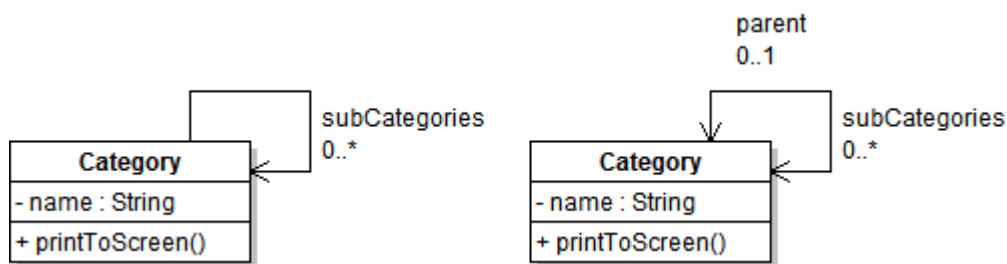 subCategories
0..*
Category
- name : String
+ printToScreen()
parent
0..1
subCategories
0..*
Category
- name : String
+ printToScreen()